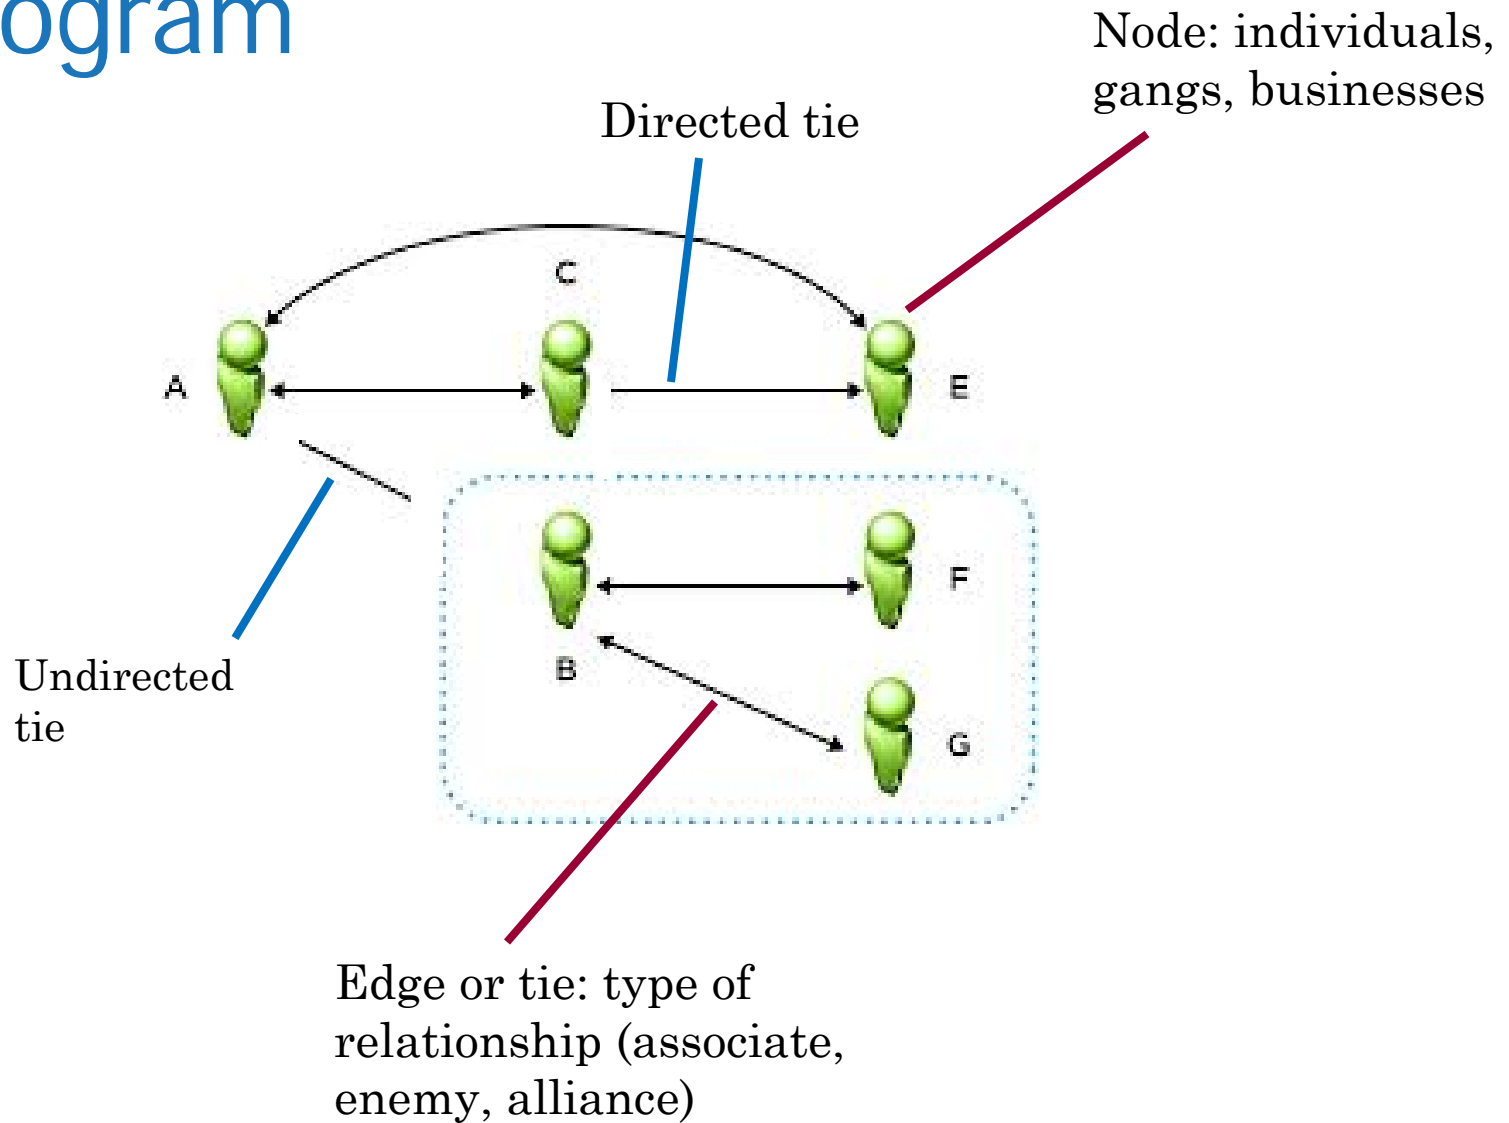 ogram
Node: individuals,
gangs, businesses
Directed tie
C
A
E
F
B
G
Undirected
tie
Edge or tie: type of
relationship (associate,
enemy, alliance)